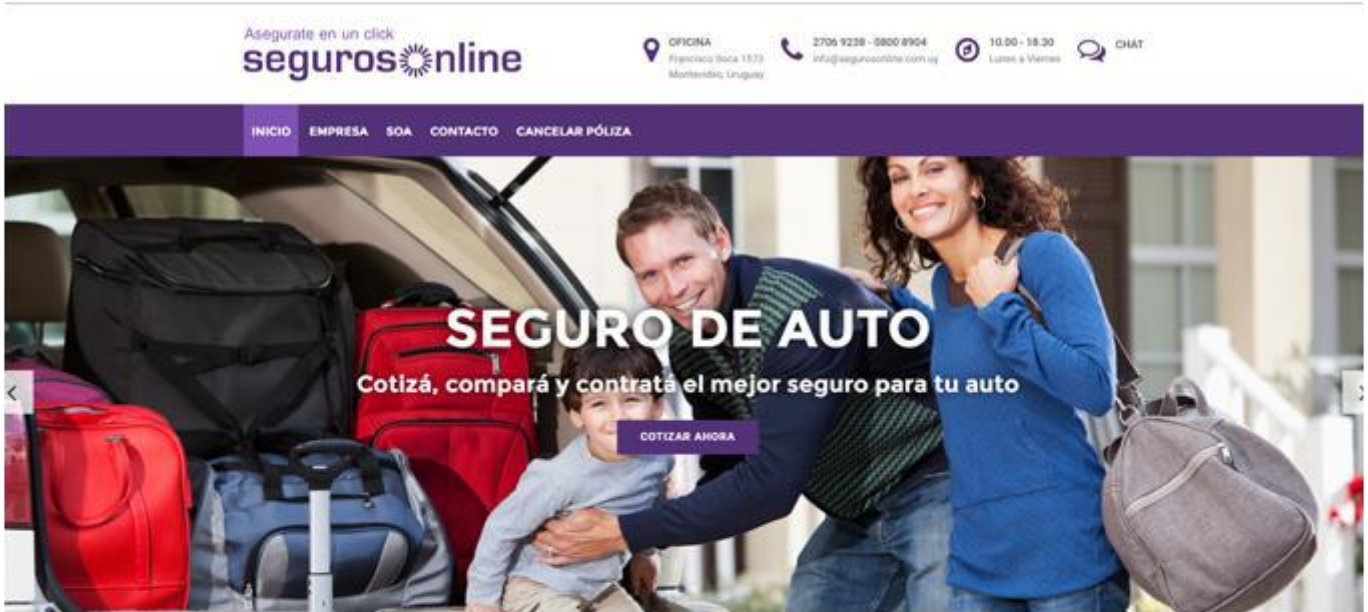 Asegurate en un click
segurosOnline
OFICINA
Francisco Soca 1573
Montevideo, Uruguay
2706 9238 - 0800 8904
info@segurosonline.com.uy
10.00 - 18.30
Lunes a Viernes
CHAT
INICIO EMPRESA SOA CONTACTO CANCELAR PÓLIZA
SEGURO DE AUTO
Cotizá, compará y contratá el mejor seguro para tu auto
COTIZAR AHORA